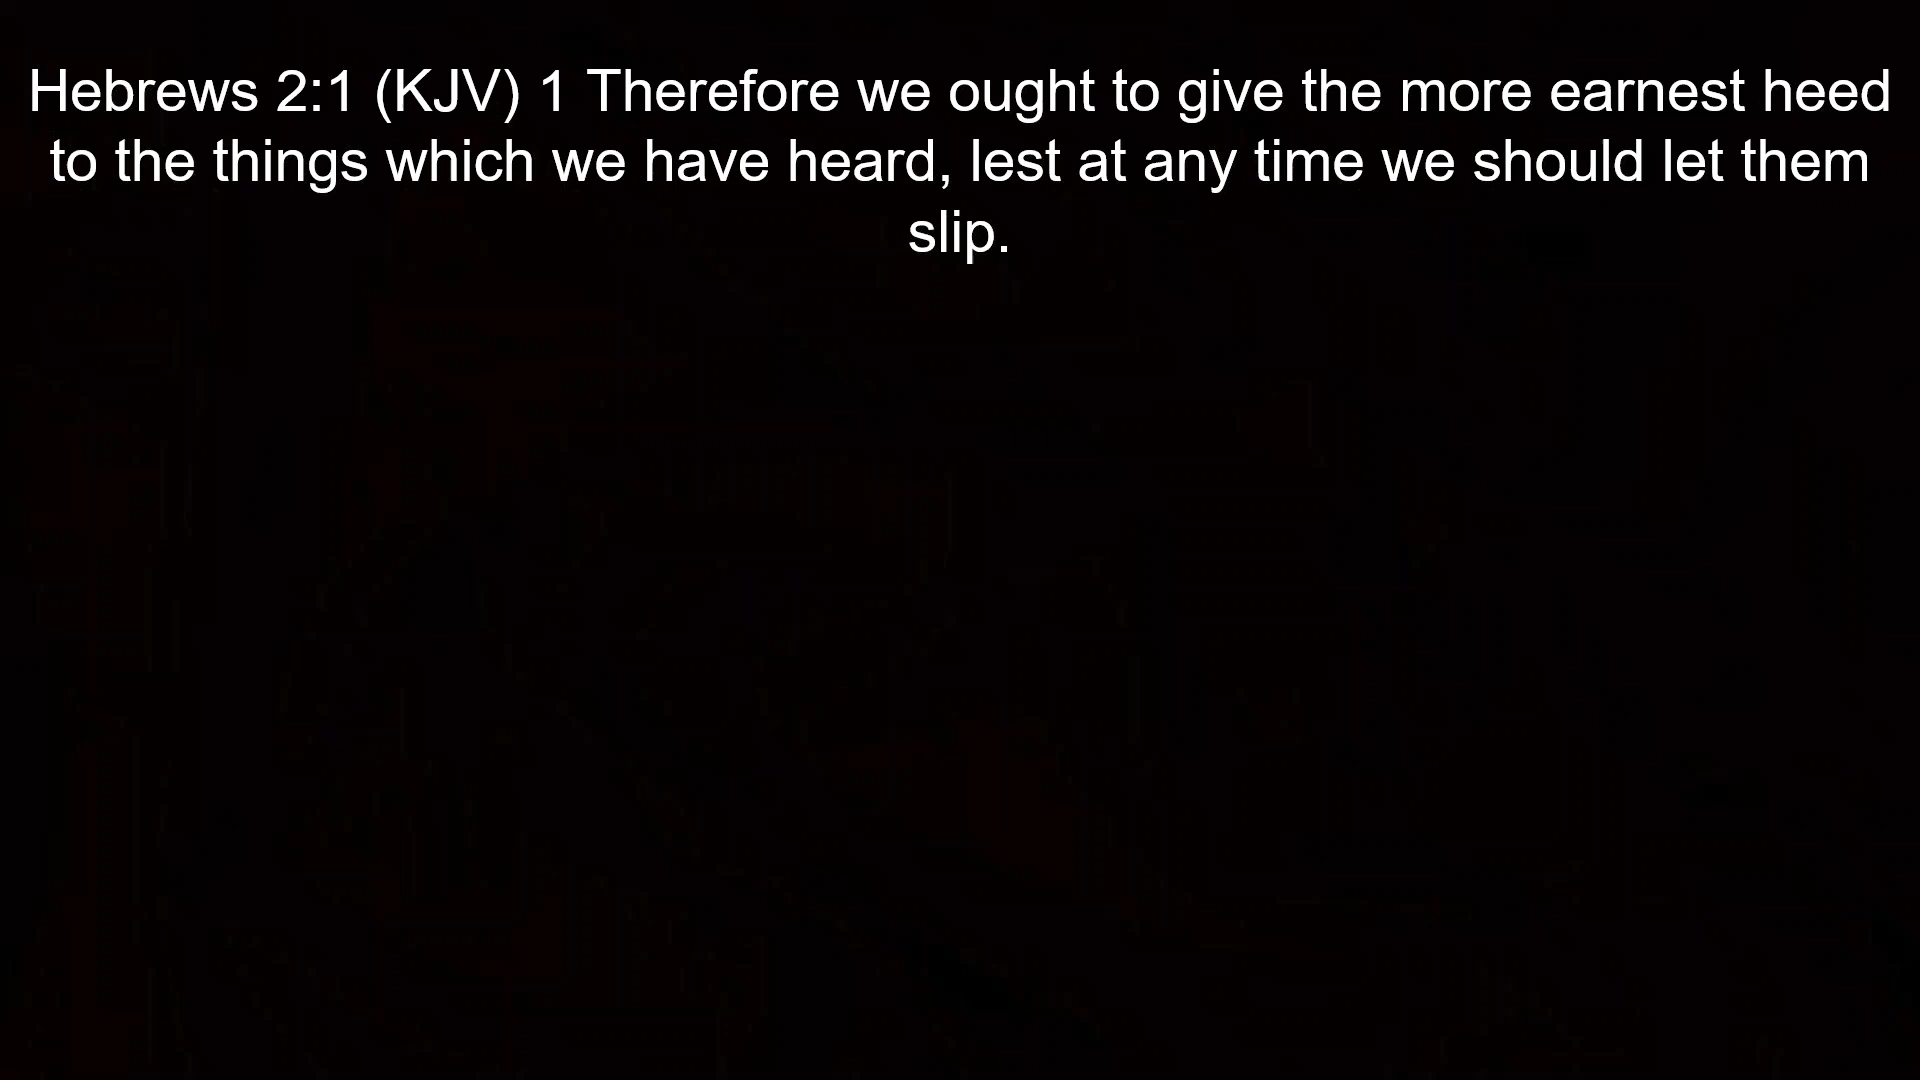 Hebrews 2:1 (KJV) 1 Therefore we ought to give the more earnest heed
to the things which we have heard, lest at any time we should let them
slip.